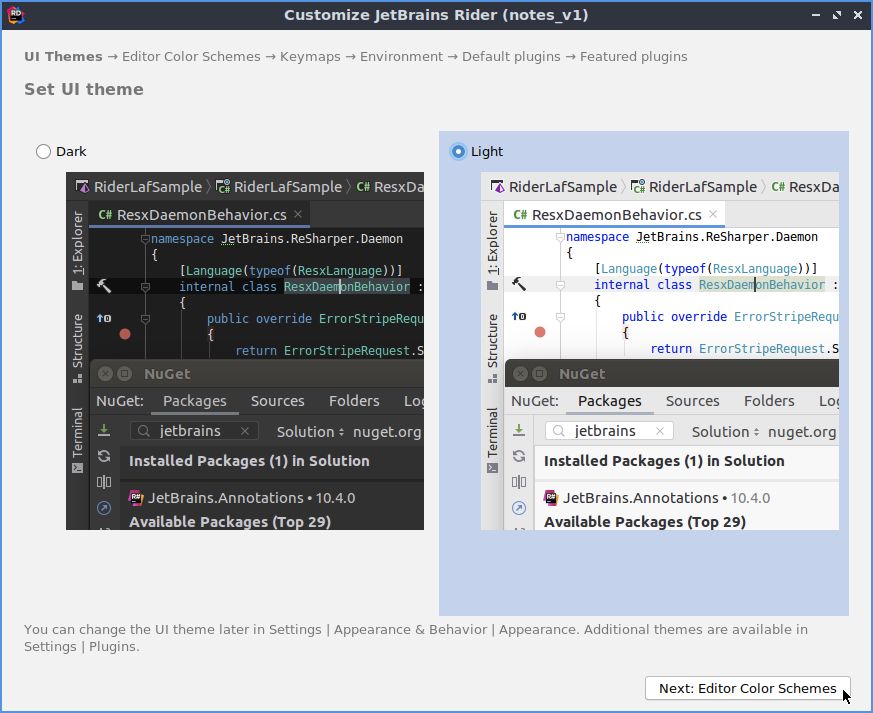 Customize JetBrains Rider (notes_v1)
UI Themes → Editor Color Schemes → Keymaps → Environment → Default plugins → Featured plugins
Set UI theme
Dark
RiderLafSample
RiderLafSample
C# ResxDa
C# ResxDaemonBehavior.cs
1: Explorer
Structure
Terminal
namespace JetBrains.ReSharper.Daemon
{
[Language(typeof(ResxLanguage))]
internal class ResxDaemonBehavior :
{
public override ErrorStripeRequ
{
return ErrorStripeRequest.S
NuGet
NuGet: Packages Sources Folders Log
jetbrains
Solution
nuget.org
Installed Packages (1) in Solution
JetBrains.Annotations • 10.4.0
Available Packages (Top 29)
Light
RiderLafSample
RiderLafSample
C# ResxDa
C# ResxDaemonBehavior.cs
1: Explorer
Structure
Terminal
namespace JetBrains.ReSharper.Daemon
{
[Language(typeof(ResxLanguage))]
internal class ResxDaemonBehavior :
{
public override ErrorStripeRequ
{
return ErrorStripeRequest.S
NuGet
NuGet: Packages Sources Folders Log
jetbrains
Solution
nuget.org
Installed Packages (1) in Solution
JetBrains.Annotations • 10.4.0
Available Packages (Top 29)
You can change the UI theme later in Settings | Appearance & Behavior | Appearance. Additional themes are available in
Settings | Plugins.
Next: Editor Color Schemes